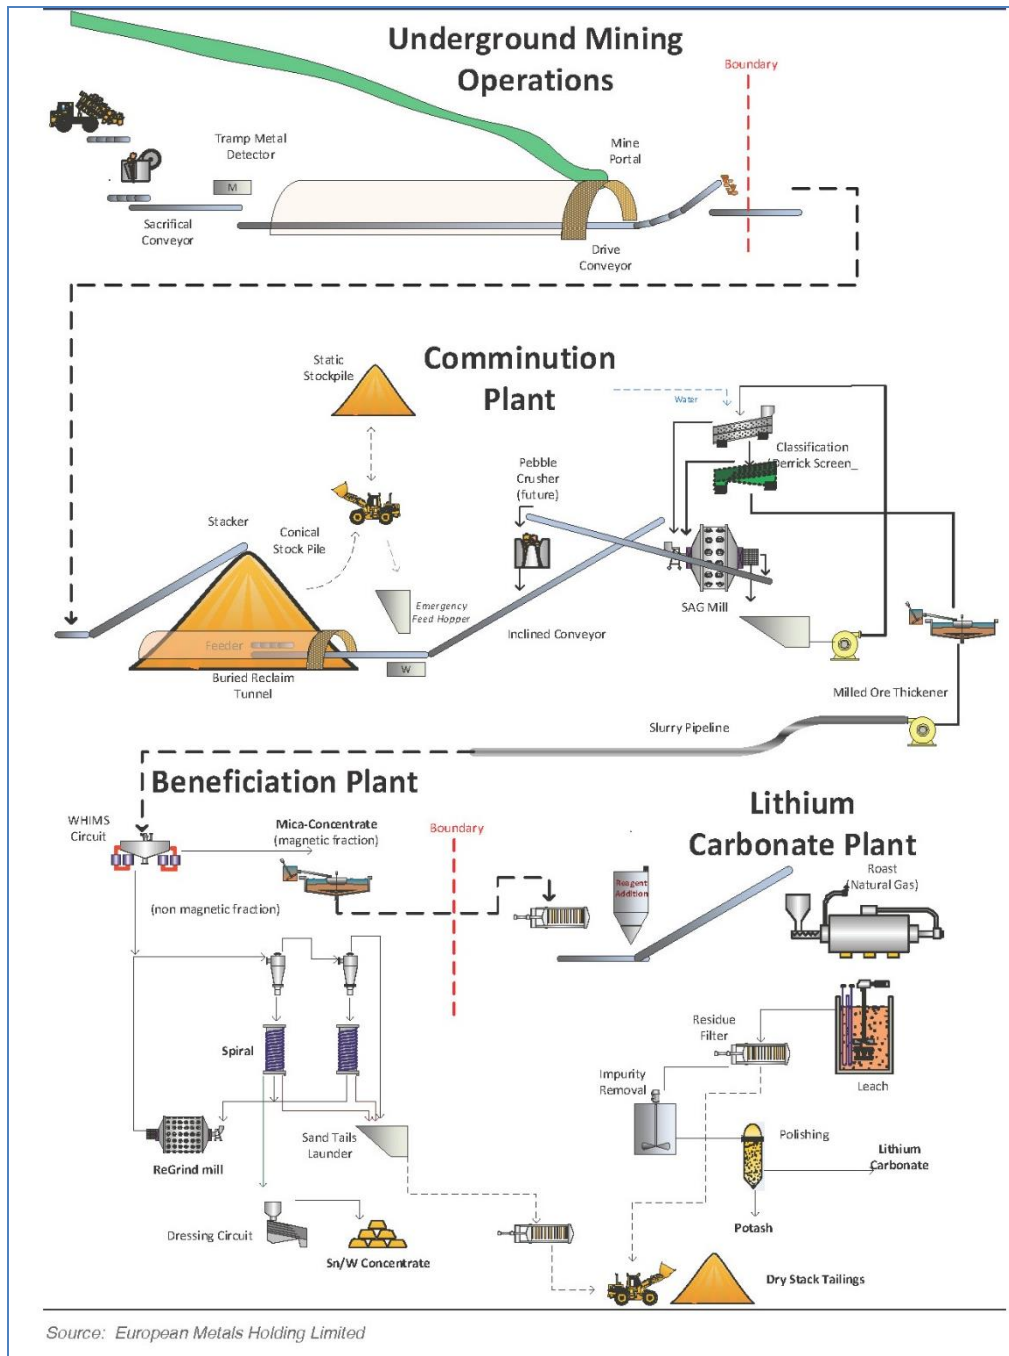 Underground Mining
Operations
Boundary
Tramp Metal
Detector
M
Mine
Portal
Sacrifical
Conveyor
Drive
Conveyor
Comminution
Plant
Static
Stockpile
Water
Classification
(Derrick Screen_
Pebble
Crusher
(future)
Stacker
Conical
Stock Pile
Emergency
Feed Hopper
SAG Mill
Inclined Conveyor
Feeder
W
Buried Reclaim
Tunnel
Milled Ore Thickener
Slurry Pipeline
Beneficiation Plant
Lithium
Carbonate Plant
WHIMS
Circuit
Mica-Concentrate
(magnetic fraction)
Boundary
Reagent
Addition
Roast
(Natural Gas)
(non magnetic fraction)
Residue
Filter
Spiral
Leach
Impurity
Removal
Sand Tails
Launder
Polishing
Lithium
Carbonate
ReGrind mill
Potash
Dressing Circuit
Sn/W Concentrate
Dry Stack Tailings
Source: European Metals Holding Limited